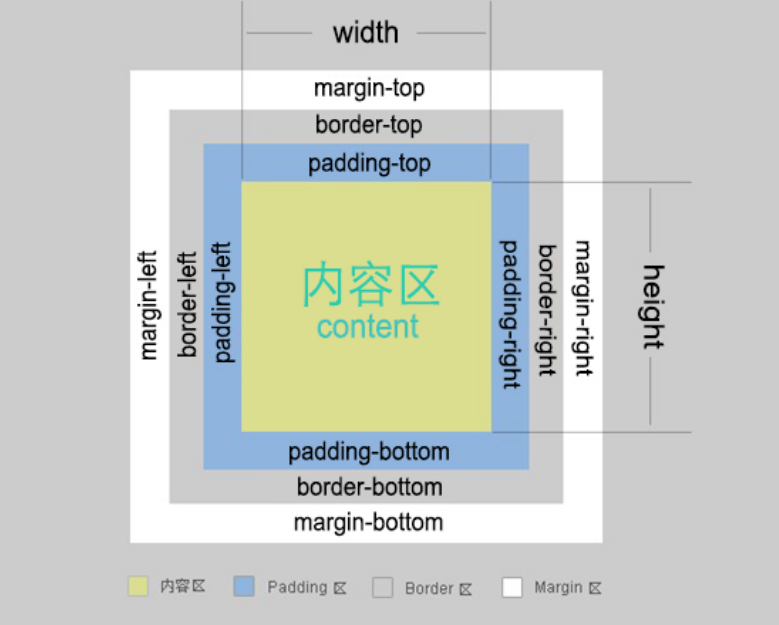 width
margin-top
border-top
padding-top
margin-left
border-left
padding-left
内容区
content
padding-right
border-right
margin-right
height
padding-bottom
border-bottom
margin-bottom
内容区 Padding 区 Border 区 Margin 区